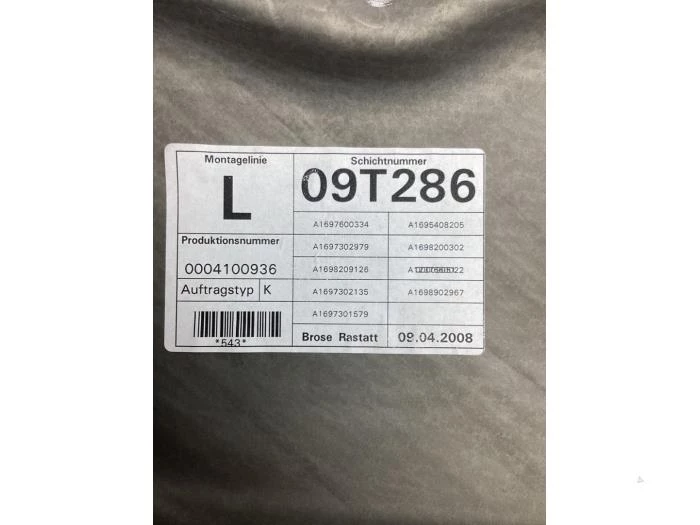 Montagelinie
L
Schichtnummer
09T286
A1697600334 A1695408205
Produktionsnummer
A1697302979 A1698200302
0004100936
A1698209126
Auftragstyp K
A1697302135 A1698902967
A1697301579
*543*
Brose Rastatt 09.04.2008